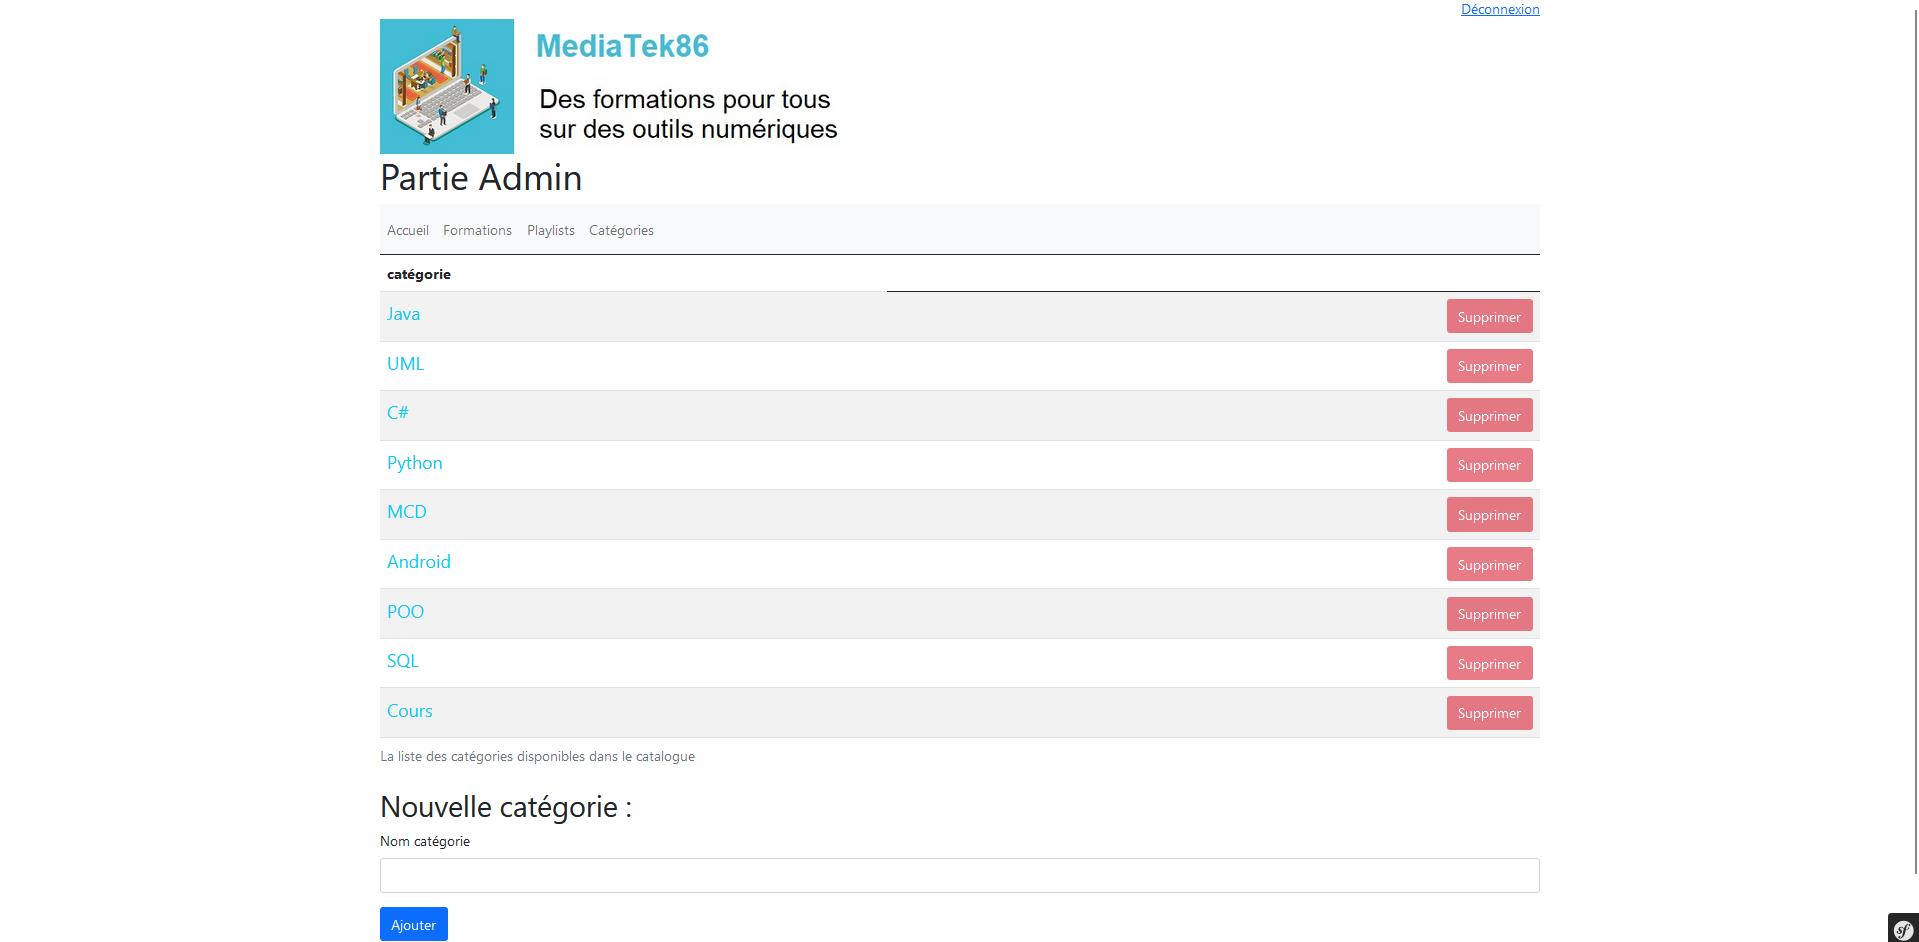 Déconnexion
MediaTek86
Des formations pour tous
sur des outils numériques
Partie Admin
Accueil Formations Playlists Catégories
catégorie
Java Supprimer
UML Supprimer
C# Supprimer
Python Supprimer
MCD Supprimer
Android Supprimer
POO Supprimer
SQL Supprimer
Cours Supprimer
La liste des catégories disponibles dans le catalogue
Nouvelle catégorie :
Nom catégorie
Ajouter
sf